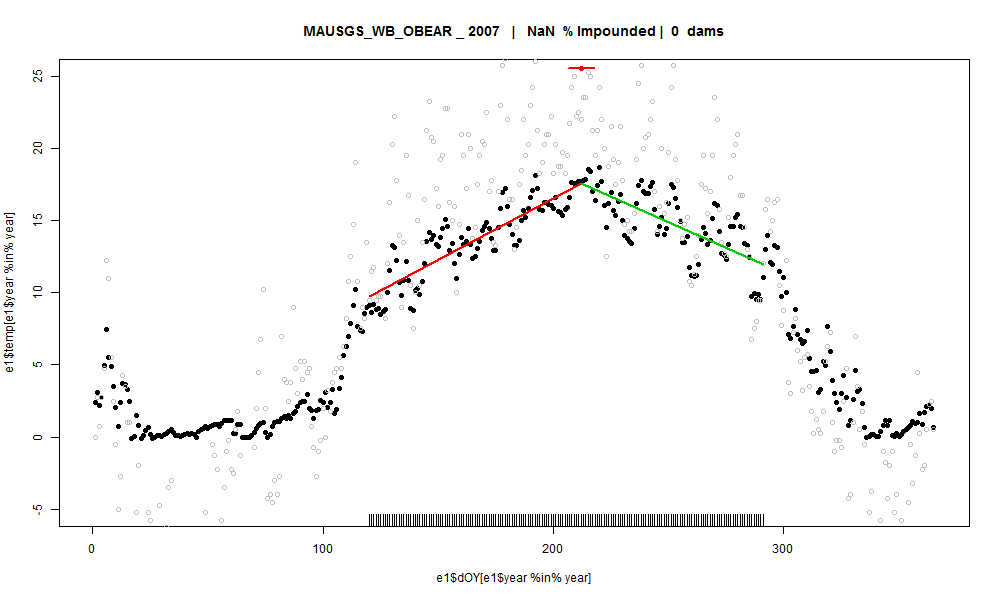 MAUSGS_WB_OBEAR _ 2007 | NaN % Impounded | 0 dams
25
20
15
10
5
0
-5
e1$temp[e1$year %in% year]
0 100 200 300
e1$dOY[e1$year %in% year]